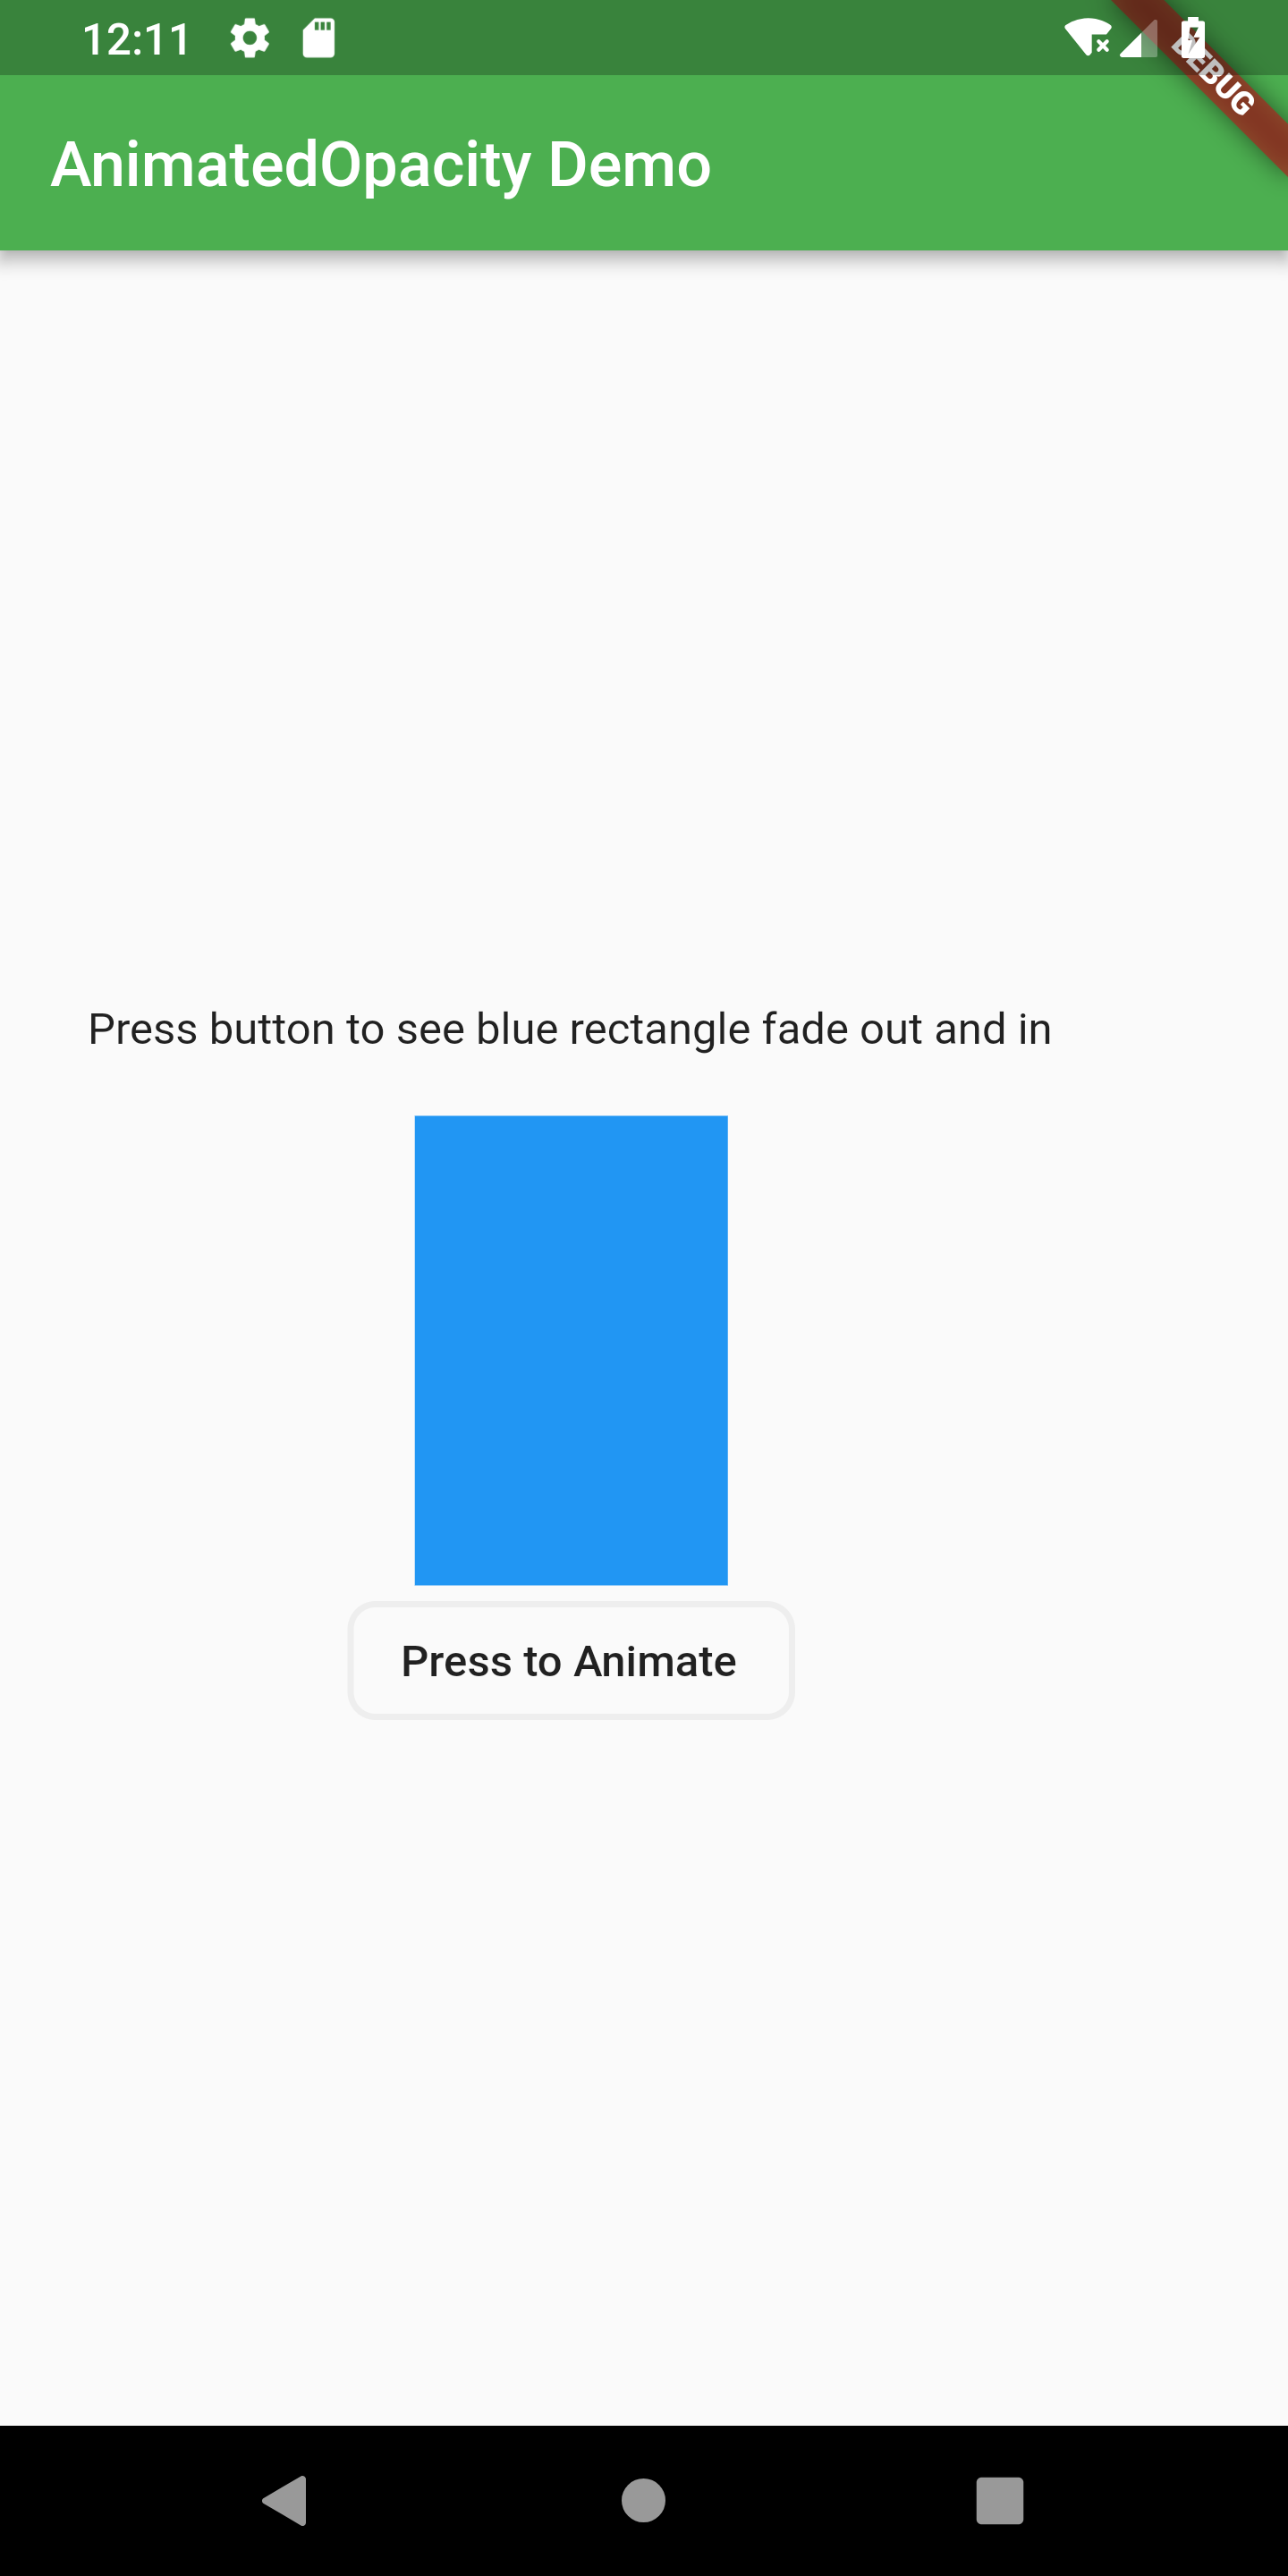 12:11
DEBUG
AnimatedOpacity Demo
Press button to see blue rectangle fade out and in
Press to Animate